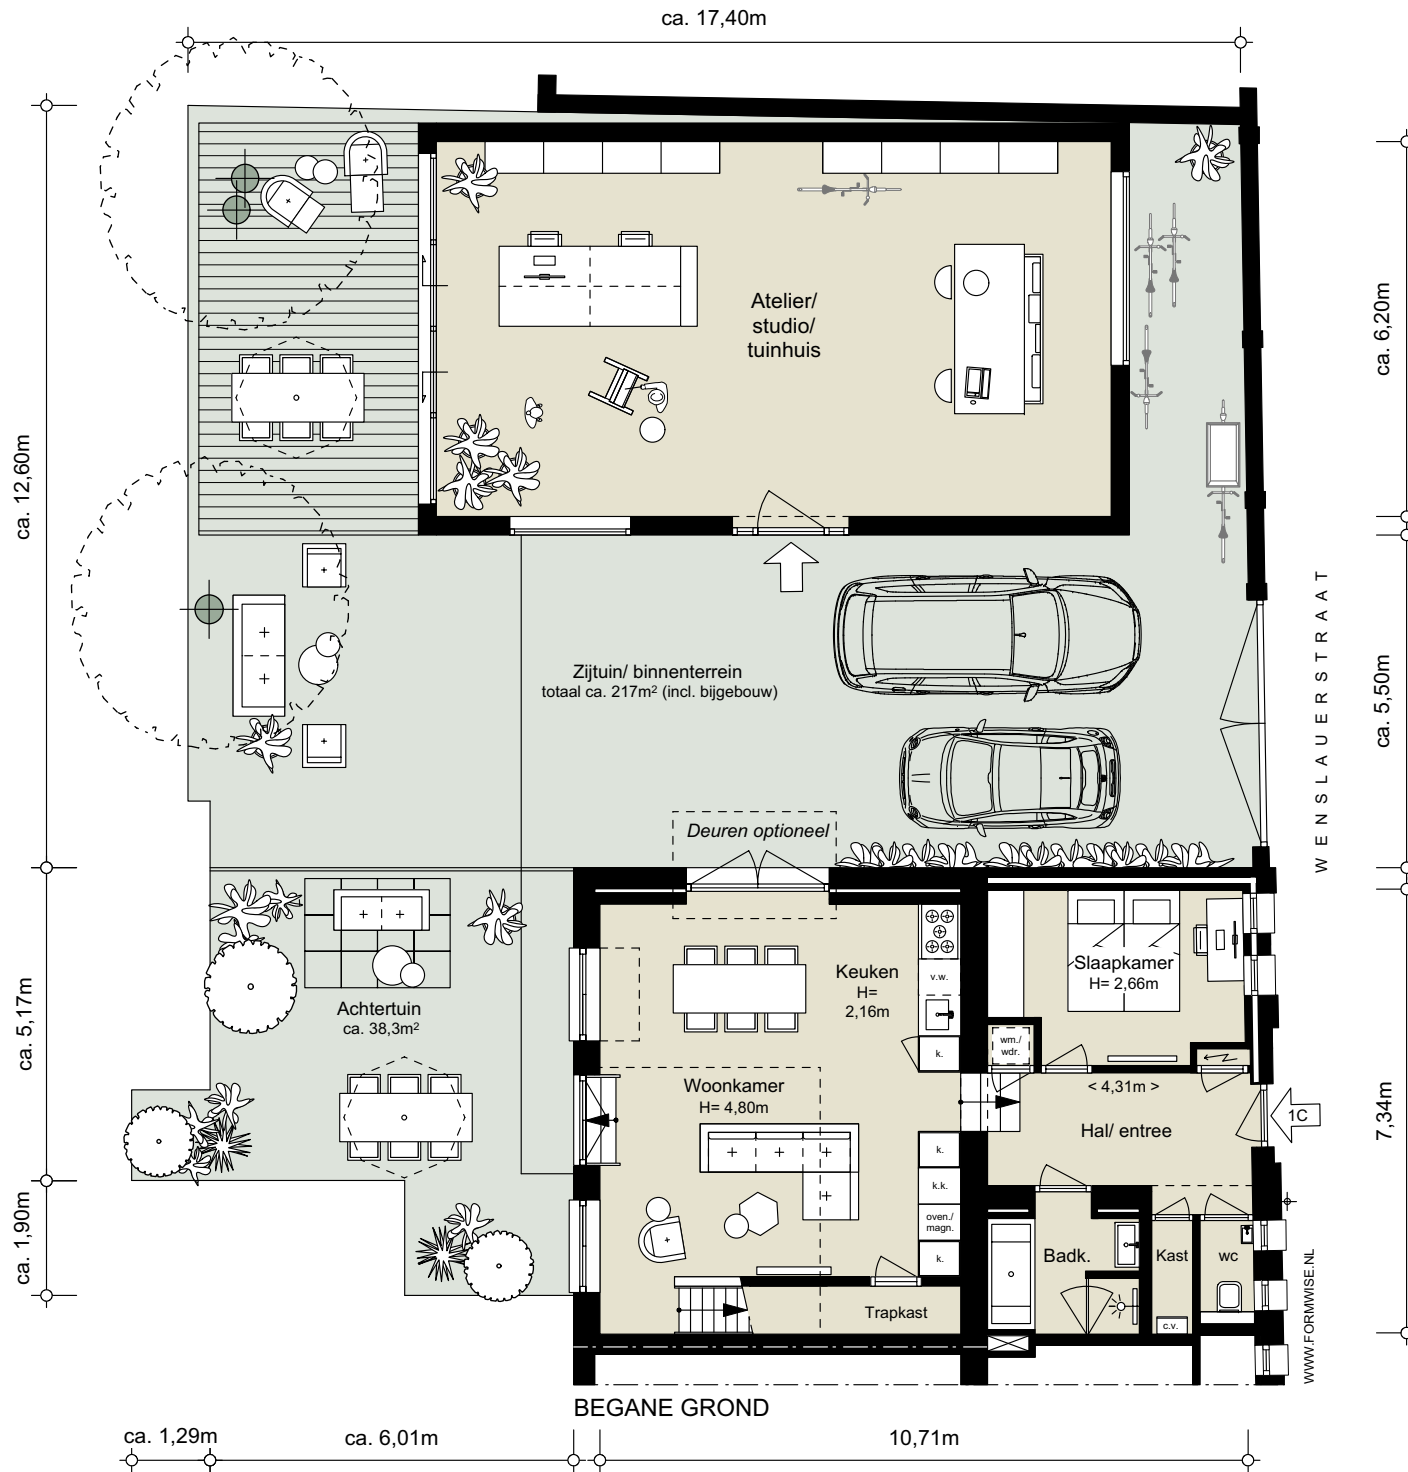 ca. 17,40m
ca. 12,60m
ca. 6,20m
Atelier/
studio/
tuinhuis
ca. 5,50m
WENSLAUERSTRAAT
Zijtuin/ binnenterrein
totaal ca. 217m² (incl. bijgebouw)
Deuren optioneel
ca. 5,17m
Achtertuin
ca. 38,3m²
Keuken
H=
2,16m
v.w.
k.
Slaapkamer
H= 2,66m
wm./
wdr.
Woonkamer
H= 4,80m
< 4,31m >
1C
Hal/ entree
7,34m
k.
k.k.
oven./
magn.
k.
ca. 1,90m
Badk.
Kast
wc
c.v.
Trapkast
WWW.FORMWISE.NL
BEGANE GROND
ca. 1,29m
ca. 6,01m
10,71m